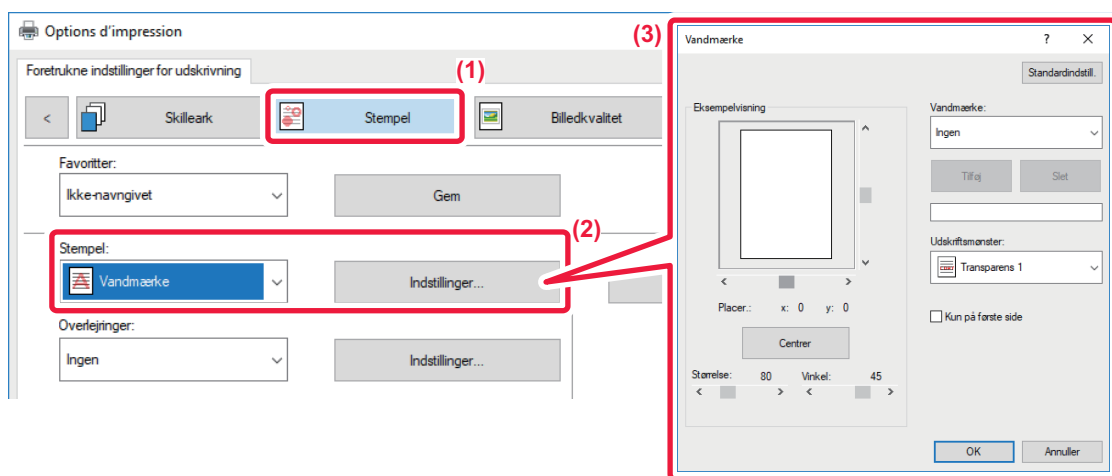 Options d'impression
Foretrukne indstillinger for udskrivning
(1)
<
Skilleark
Stempel
Billedkvalitet
Favoritter:
Ikke-navngivet
Gem
(2)
Stempel:
Vandmærke
Indstillinger...
Overlejringer:
Ingen
Indstillinger...
(3)
Vandmærke
?
Standardindstill.
Eksempelvisning
Placer.: x: 0 y: 0
Centrer
Størrelse: 80 Vinkel: 45
< > < >
Vandmærke:
Ingen
Tilføj Slet
Udskriftsmønster:
Transparens 1
Kun på første side
OK Annuller